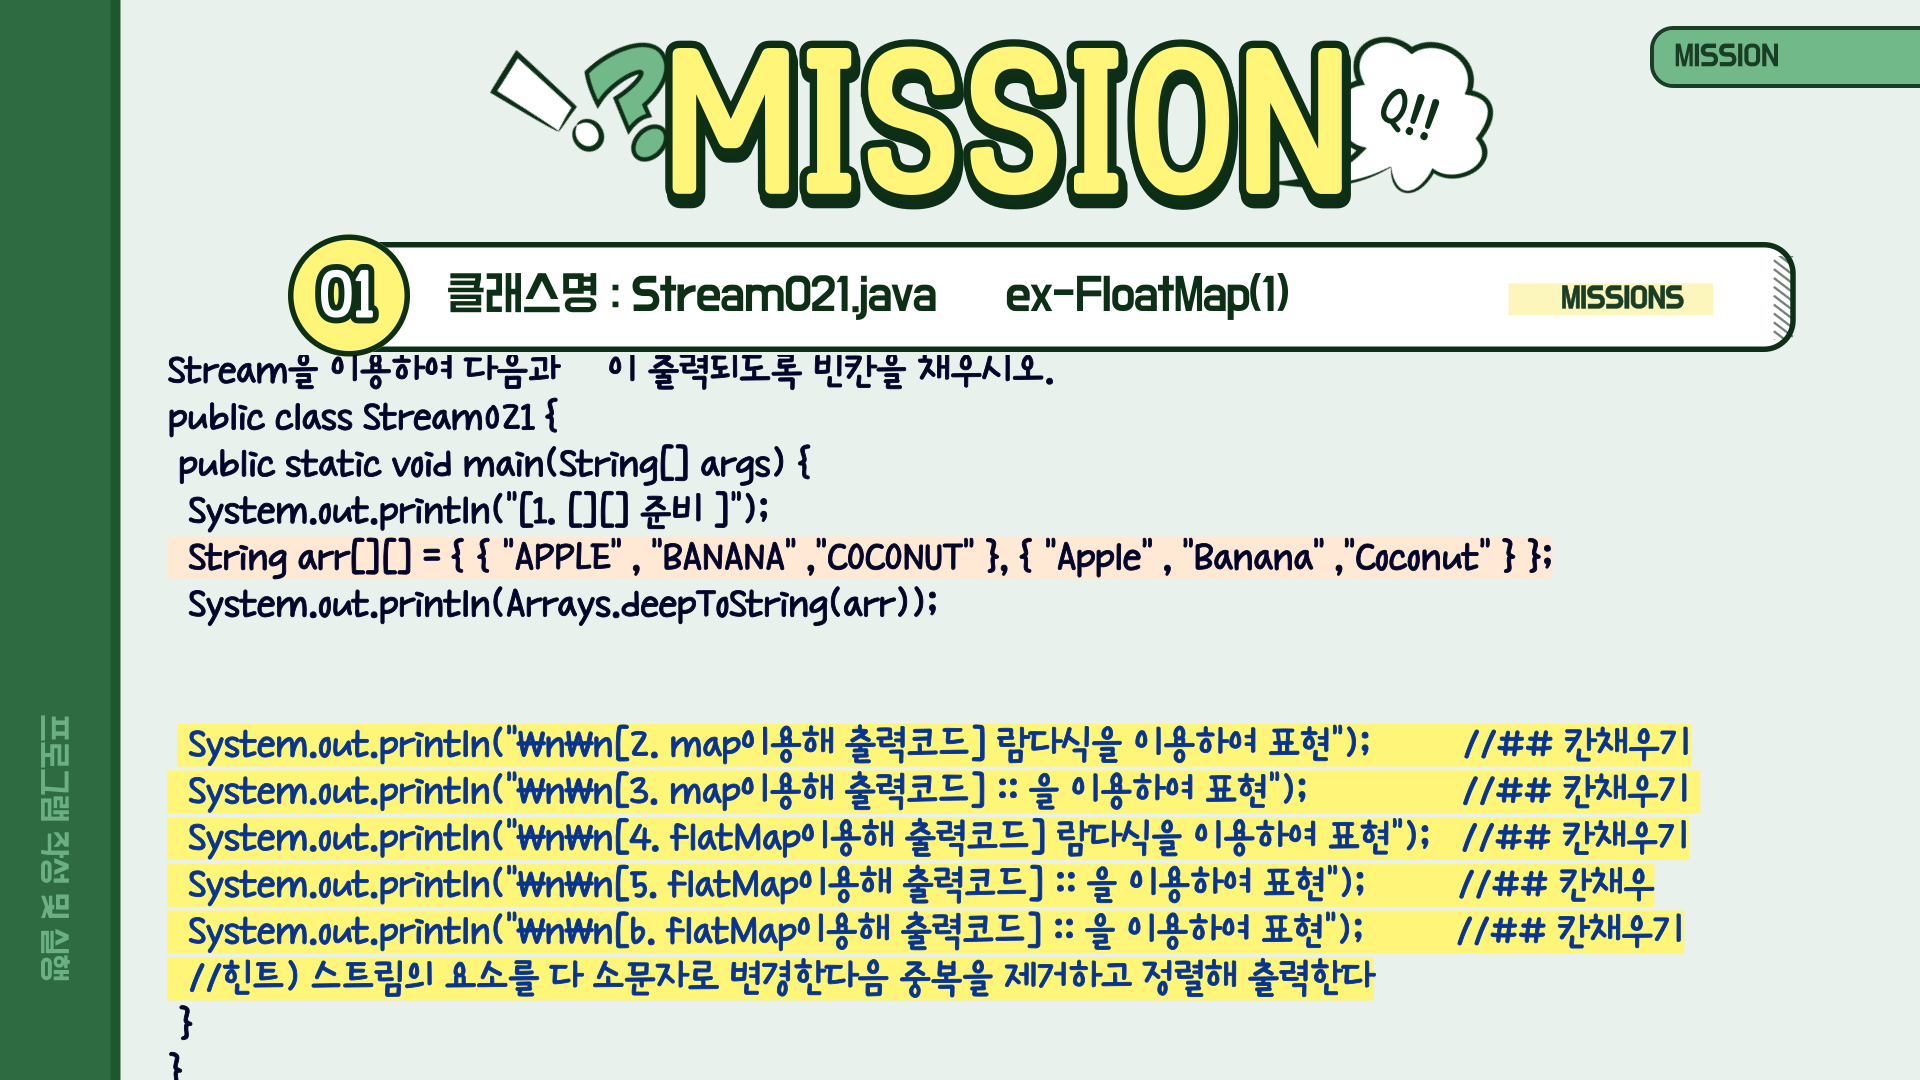 MISSION
MISSION
Q!!
01
클래스명 : Stream021.java ex-FloatMap(1)
MISSIONS
Stream을 이용하여 다음과 이 출력되도록 빈칸을 채우시오.
public class Stream021 {
public static void main(String[] args) {
System.out.println("[1. [][] 준비 ]");
String arr[][] = { { "APPLE" , "BANANA" ,"COCONUT" }, { "Apple" , "Banana" ,"Coconut" } };
System.out.println(Arrays.deepToString(arr));
System.out.println("₩n₩n[2. map이용해 출력코드] 람다식을 이용하여 표현"); //## 칸채우기
System.out.println("₩n₩n[3. map이용해 출력코드] :: 을 이용하여 표현"); //## 칸채우기
System.out.println("₩n₩n[4. flatMap이용해 출력코드] 람다식을 이용하여 표현"); //## 칸채우기
System.out.println("₩n₩n[5. flatMap이용해 출력코드] :: 을 이용하여 표현"); //## 칸채우
System.out.println("₩n₩n[6. flatMap이용해 출력코드] :: 을 이용하여 표현"); //## 칸채우기
//힌트) 스트림의 요소를 다 소문자로 변경한다음 중복을 제거하고 정렬해 출력한다
}
}
프로그램 작성 및 실행